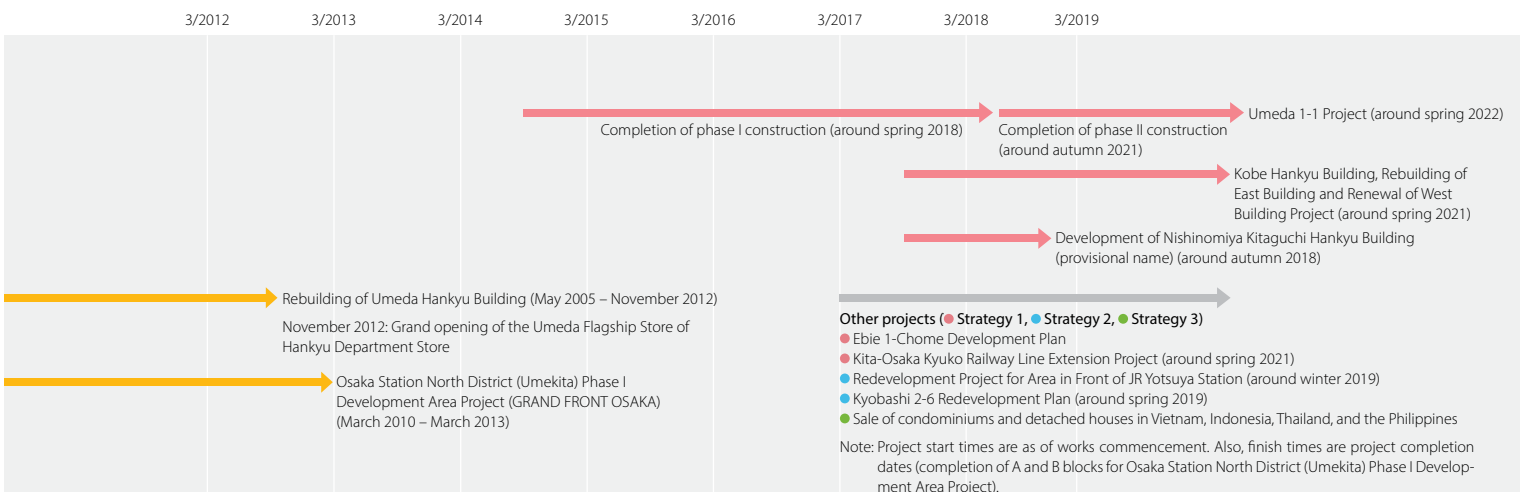 3/2012 3/2013 3/2014 3/2015 3/2016 3/2017 3/2018 3/2019
Umeda 1-1 Project (around spring 2022)
Completion of phase I construction (around spring 2018)
Completion of phase II construction
(around autumn 2021)
Kobe Hankyu Building, Rebuilding of
East Building and Renewal of West
Building Project (around spring 2021)
Development of Nishinomiya Kitaguchi Hankyu Building
(provisional name) (around autumn 2018)
Rebuilding of Umeda Hankyu Building (May 2005 – November 2012)
November 2012: Grand opening of the Umeda Flagship Store of
Hankyu Department Store
Osaka Station North District (Umekita) Phase I
Development Area Project (GRAND FRONT OSAKA)
(March 2010 – March 2013)
Other projects (● Strategy 1, ● Strategy 2, ● Strategy 3)
● Ebie 1-Chome Development Plan
● Kita-Osaka Kyuko Railway Line Extension Project (around spring 2021)
● Redevelopment Project for Area in Front of JR Yotsuya Station (around winter 2019)
● Kyobashi 2-6 Redevelopment Plan (around spring 2019)
● Sale of condominiums and detached houses in Vietnam, Indonesia, Thailand, and the Philippines
Note: Project start times are as of works commencement. Also, finish times are project completion
dates (completion of A and B blocks for Osaka Station North District (Umekita) Phase I Develop-
ment Area Project).